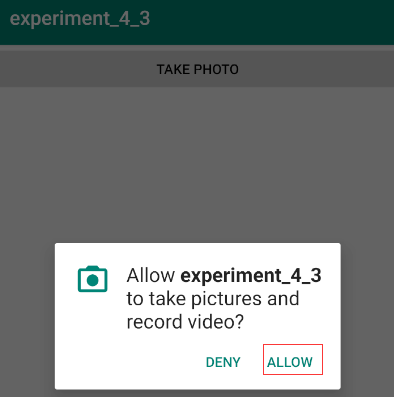 experiment_4_3
TAKE PHOTO
Allow experiment_4_3
to take pictures and
record video?
DENY ALLOW